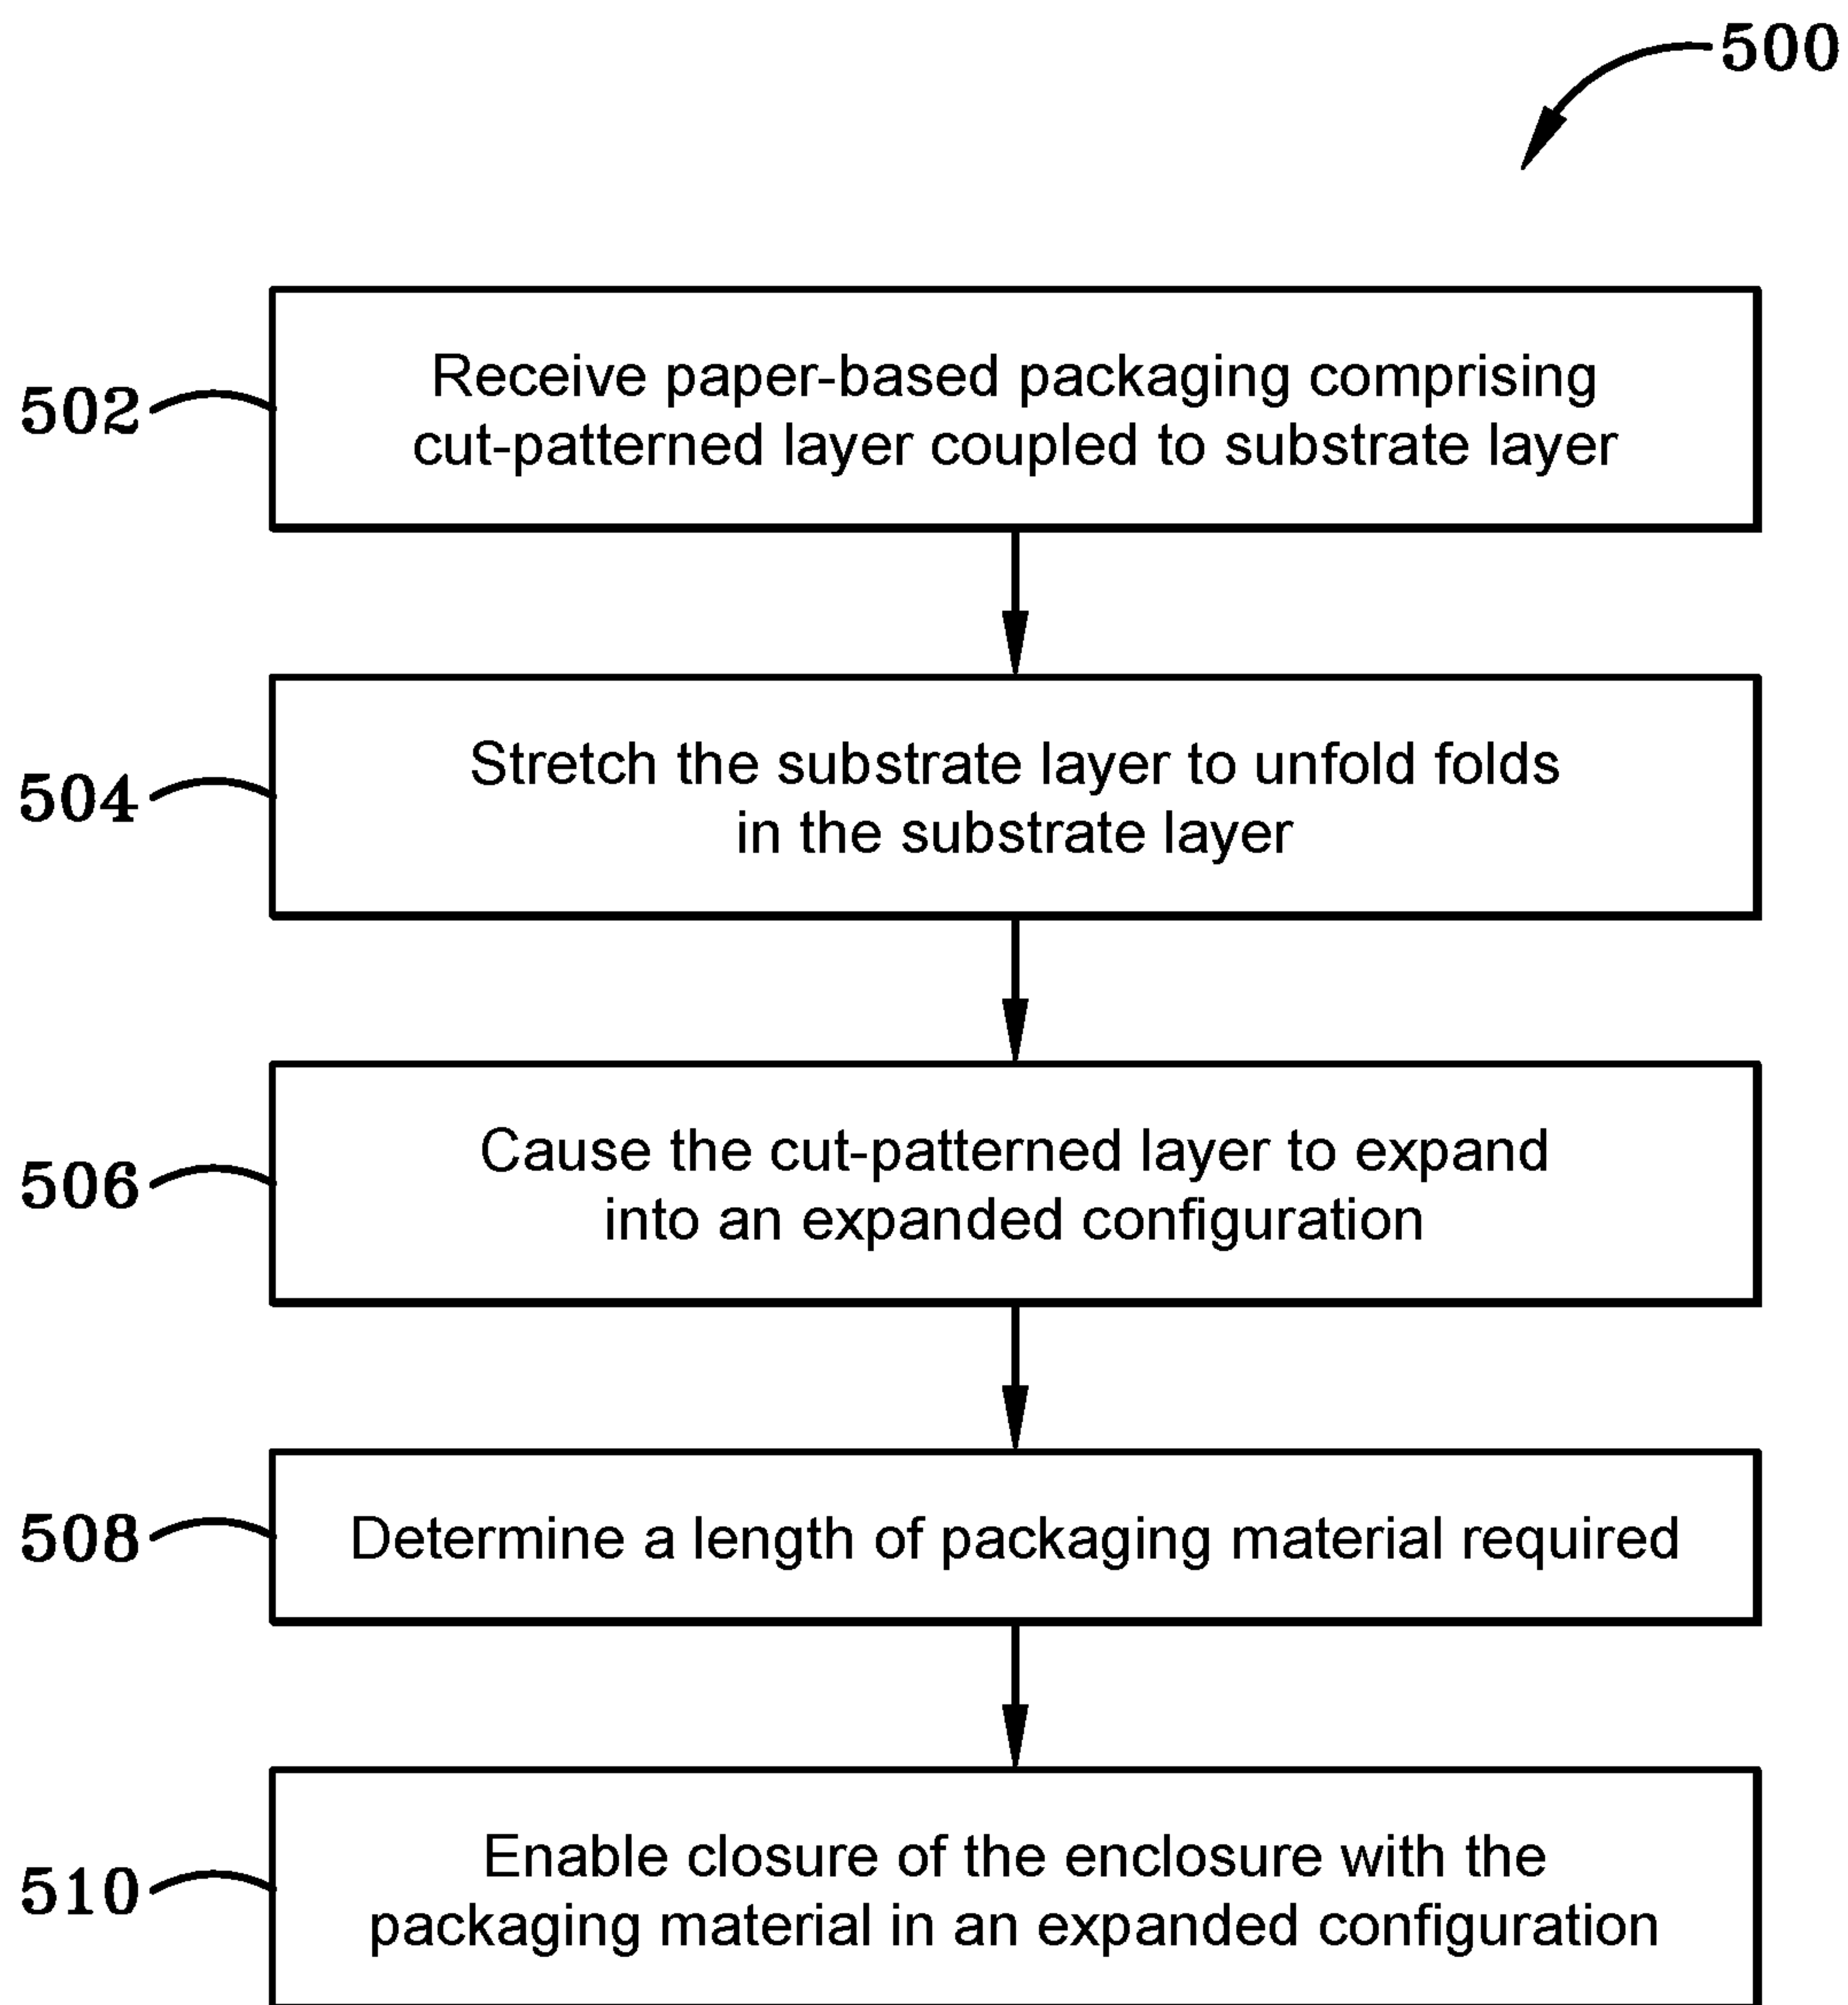 500
502
Receive paper-based packaging comprising
cut-patterned layer coupled to substrate layer
504
Stretch the substrate layer to unfold folds
in the substrate layer
506
Cause the cut-patterned layer to expand
into an expanded configuration
508
Determine a length of packaging material required
510
Enable closure of the enclosure with the
packaging material in an expanded configuration